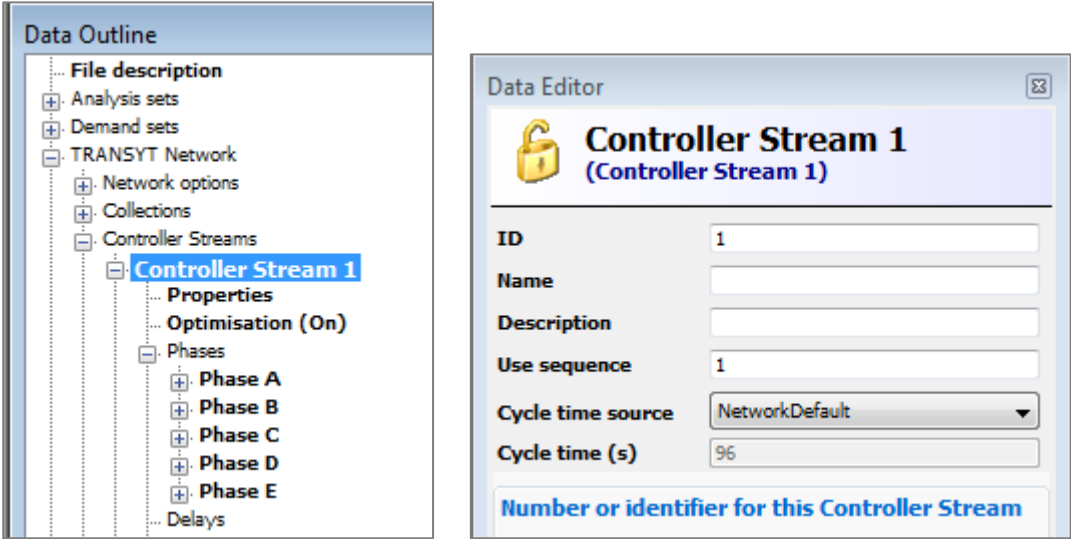 Data Outline
File description
Analysis sets
Demand sets
TRANSYT Network
Network options
Collections
Controller Streams
Controller Stream 1
Properties
Optimisation (On)
Phases
Phase A
Phase B
Phase C
Phase D
Phase E
Delays
Data Editor
Controller Stream 1
(Controller Stream 1)
ID 1
Name
Description
Use sequence 1
Cycle time source NetworkDefault
Cycle time (s) 96
Number or identifier for this Controller Stream